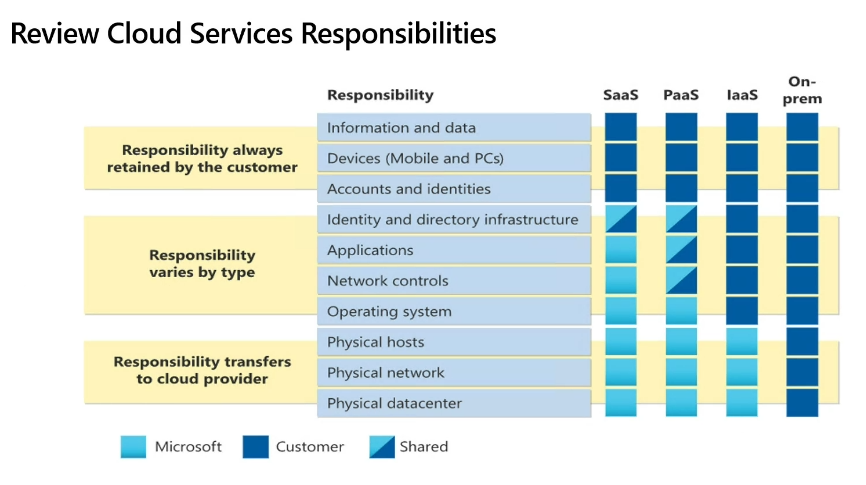 Review Cloud Services Responsibilities
Responsibility
SaaS
PaaS
IaaS
On-
prem
Responsibility always
retained by the customer
Information and data
Devices (Mobile and PCs)
Accounts and identities
Responsibility
varies by type
Identity and directory infrastructure
Applications
Network controls
Operating system
Responsibility transfers
to cloud provider
Physical hosts
Physical network
Physical datacenter
Microsoft
Customer
Shared